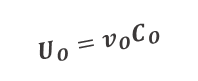 U_O = v_O C_O